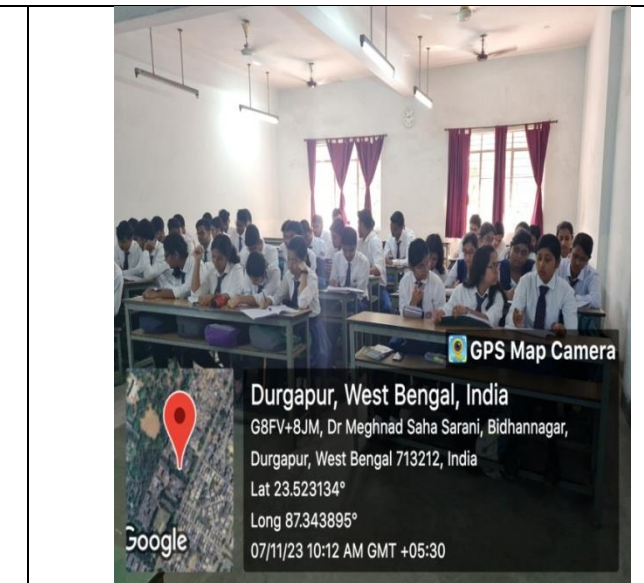 GPS Map Camera
Durgapur, West Bengal, India
G8FV+8JM, Dr Meghnad Saha Sarani, Bidhannagar,
Durgapur, West Bengal 713212, India
Lat 23.523134°
Long 87.343895°
07/11/23 10:12 AM GMT +05:30
Google